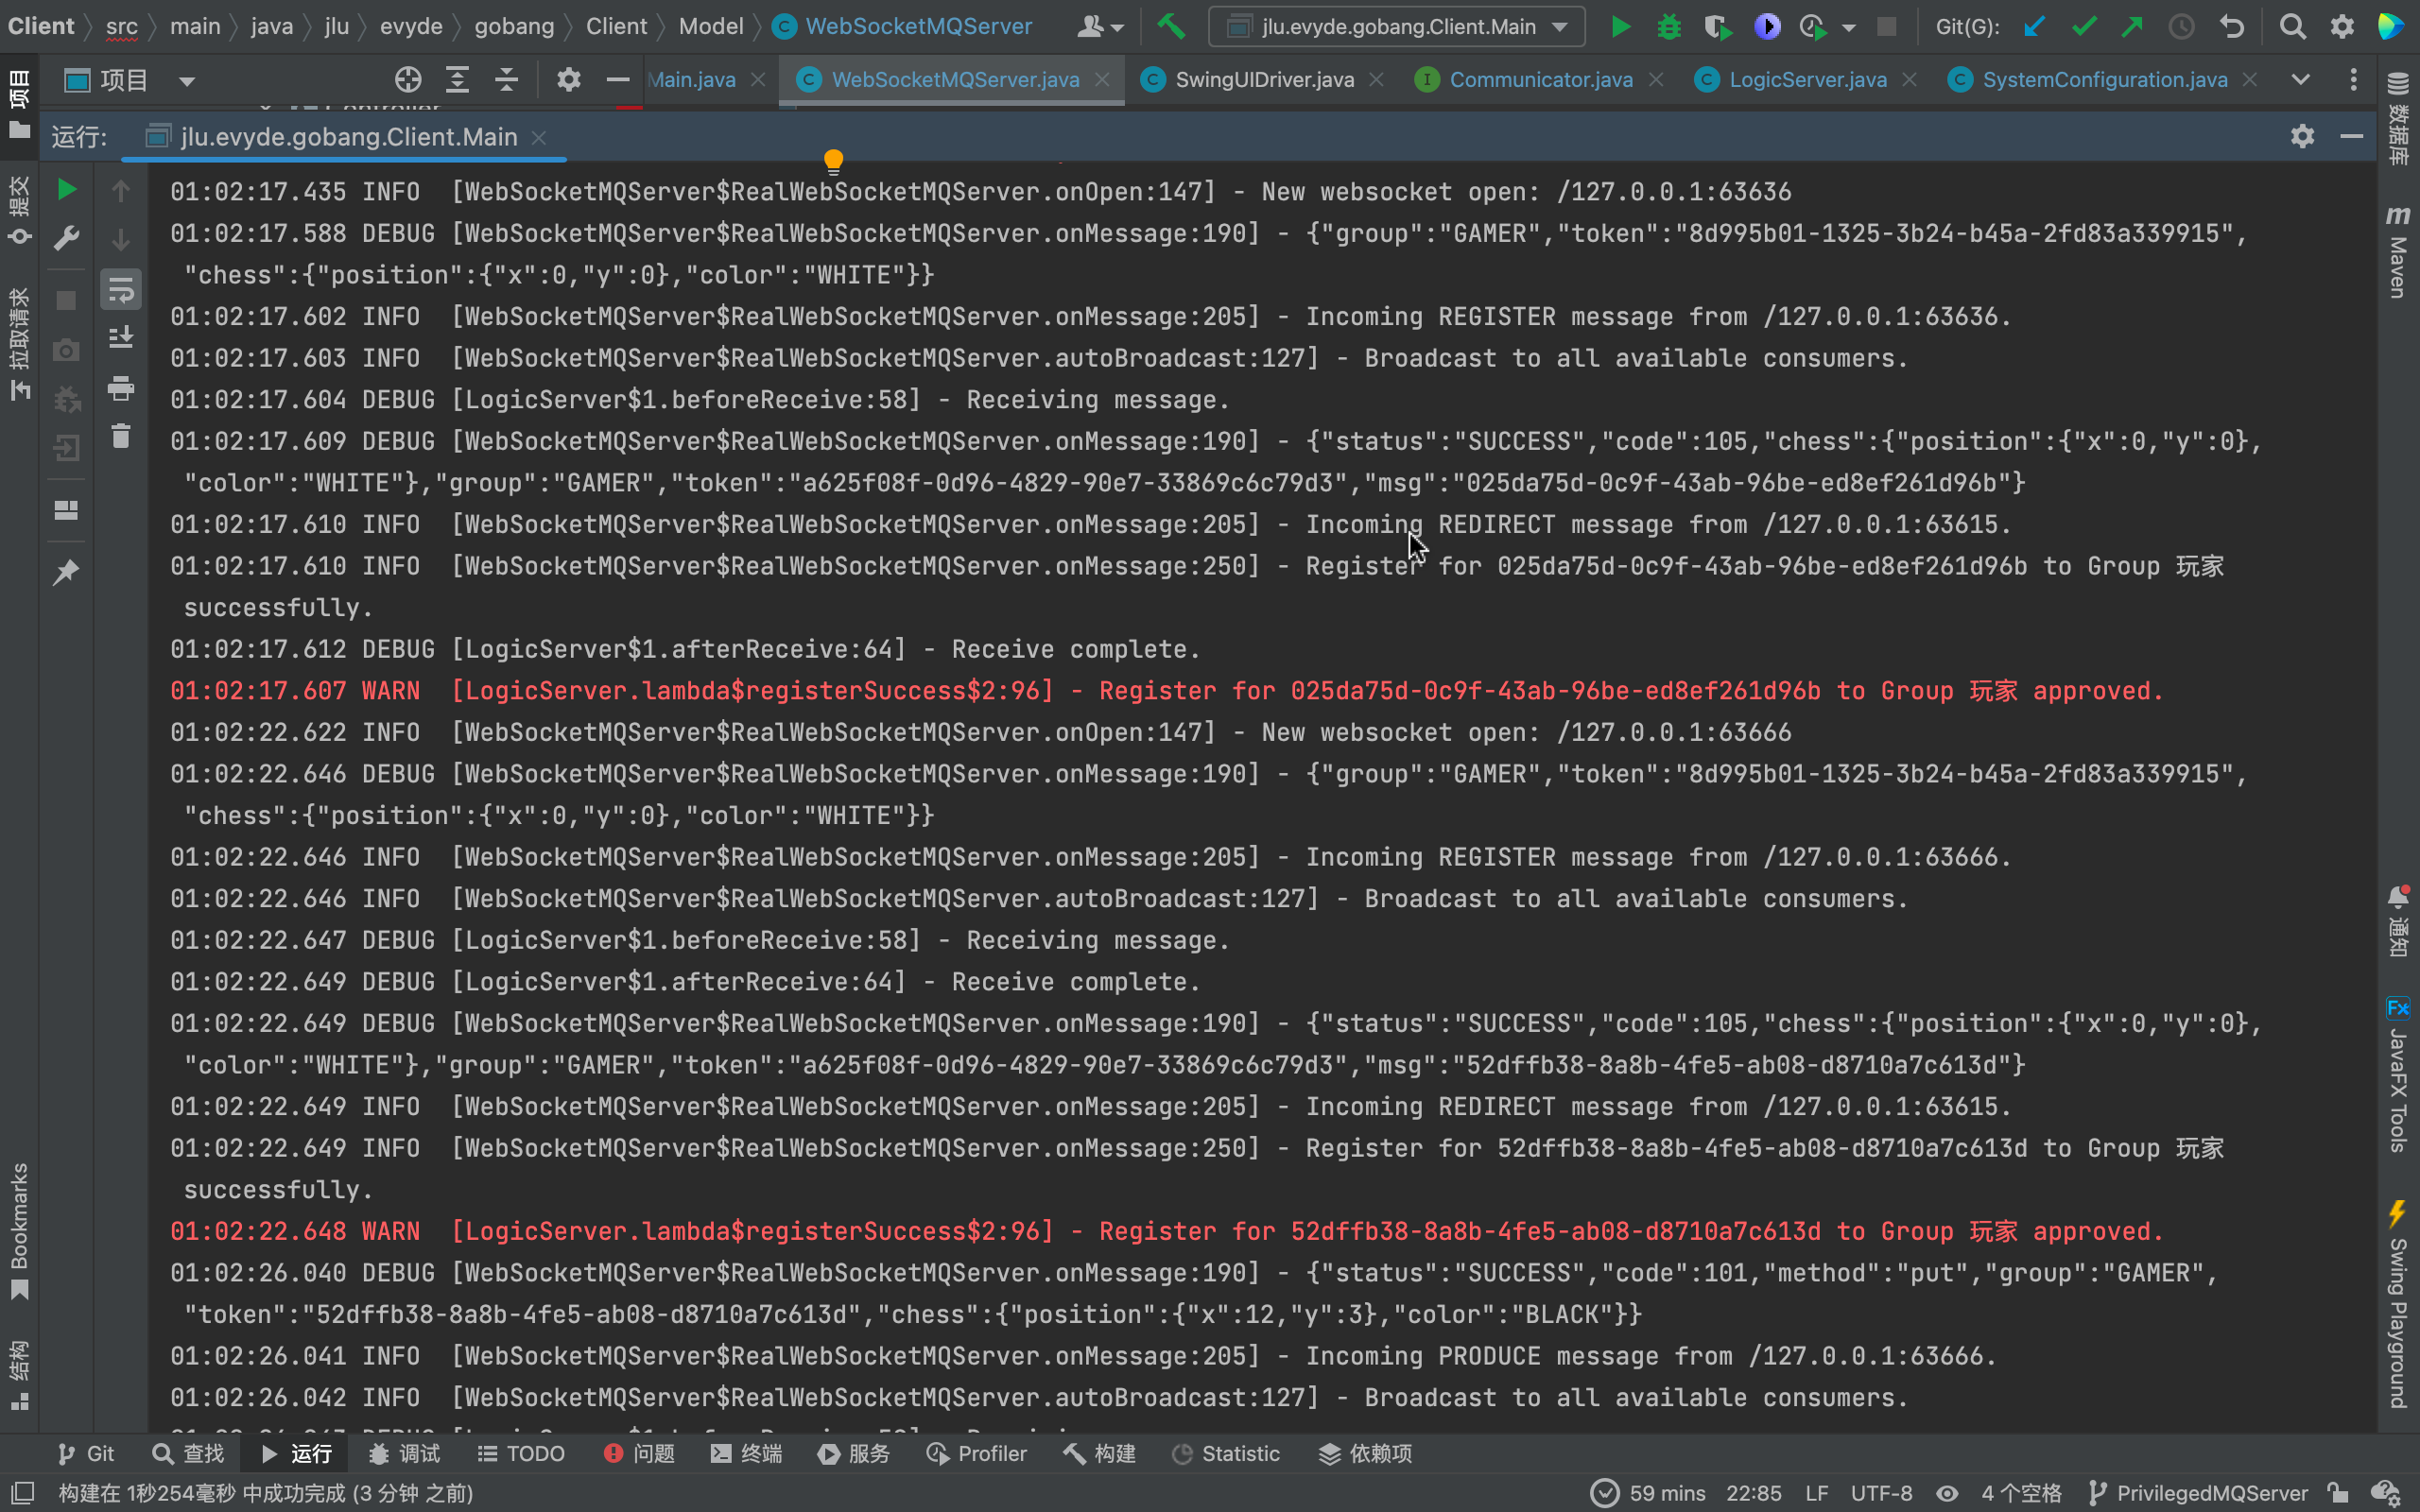 Client src main java jlu evyde gobang Client Model WebSocketMQServer jlu.evyde.gobang.Client.Main Git(G):
项目 Main.java WebSocketMQServer.java SwingUIDriver.java Communicator.java LogicServer.java SystemConfiguration.java
运行: jlu.evyde.gobang.Client.Main
01:02:17.435 INFO  [WebSocketMQServer$RealWebSocketMQServer.onOpen:147] - New websocket open: /127.0.0.1:63636
01:02:17.588 DEBUG [WebSocketMQServer$RealWebSocketMQServer.onMessage:190] - {"group":"GAMER","token":"8d995b01-1325-3b24-b45a-2fd83a339915",
"chess":{"position":{"x":0,"y":0},"color":"WHITE"}}
01:02:17.602 INFO  [WebSocketMQServer$RealWebSocketMQServer.onMessage:205] - Incoming REGISTER message from /127.0.0.1:63636.
01:02:17.603 INFO  [WebSocketMQServer$RealWebSocketMQServer.autoBroadcast:127] - Broadcast to all available consumers.
01:02:17.604 DEBUG [LogicServer$1.beforeReceive:58] - Receiving message.
01:02:17.609 DEBUG [WebSocketMQServer$RealWebSocketMQServer.onMessage:190] - {"status":"SUCCESS","code":105,"chess":{"position":{"x":0,"y":0},
"color":"WHITE"},"group":"GAMER","token":"a625f08f-0d96-4829-90e7-33869c6c79d3","msg":"025da75d-0c9f-43ab-96be-ed8ef261d96b"}
01:02:17.610 INFO  [WebSocketMQServer$RealWebSocketMQServer.onMessage:205] - Incoming REDIRECT message from /127.0.0.1:63615.
01:02:17.610 INFO  [WebSocketMQServer$RealWebSocketMQServer.onMessage:250] - Register for 025da75d-0c9f-43ab-96be-ed8ef261d96b to Group 玩家
successfully.
01:02:17.612 DEBUG [LogicServer$1.afterReceive:64] - Receive complete.
01:02:17.607 WARN  [LogicServer.lambda$registerSuccess$2:96] - Register for 025da75d-0c9f-43ab-96be-ed8ef261d96b to Group 玩家 approved.
01:02:22.622 INFO  [WebSocketMQServer$RealWebSocketMQServer.onOpen:147] - New websocket open: /127.0.0.1:63666
01:02:22.646 DEBUG [WebSocketMQServer$RealWebSocketMQServer.onMessage:190] - {"group":"GAMER","token":"8d995b01-1325-3b24-b45a-2fd83a339915",
"chess":{"position":{"x":0,"y":0},"color":"WHITE"}}
01:02:22.646 INFO  [WebSocketMQServer$RealWebSocketMQServer.onMessage:205] - Incoming REGISTER message from /127.0.0.1:63666.
01:02:22.646 INFO  [WebSocketMQServer$RealWebSocketMQServer.autoBroadcast:127] - Broadcast to all available consumers.
01:02:22.647 DEBUG [LogicServer$1.beforeReceive:58] - Receiving message.
01:02:22.649 DEBUG [LogicServer$1.afterReceive:64] - Receive complete.
01:02:22.649 DEBUG [WebSocketMQServer$RealWebSocketMQServer.onMessage:190] - {"status":"SUCCESS","code":105,"chess":{"position":{"x":0,"y":0},
"color":"WHITE"},"group":"GAMER","token":"a625f08f-0d96-4829-90e7-33869c6c79d3","msg":"52dffb38-8a8b-4fe5-ab08-d8710a7c613d"}
01:02:22.649 INFO  [WebSocketMQServer$RealWebSocketMQServer.onMessage:205] - Incoming REDIRECT message from /127.0.0.1:63615.
01:02:22.649 INFO  [WebSocketMQServer$RealWebSocketMQServer.onMessage:250] - Register for 52dffb38-8a8b-4fe5-ab08-d8710a7c613d to Group 玩家
successfully.
01:02:22.648 WARN  [LogicServer.lambda$registerSuccess$2:96] - Register for 52dffb38-8a8b-4fe5-ab08-d8710a7c613d to Group 玩家 approved.
01:02:26.040 DEBUG [WebSocketMQServer$RealWebSocketMQServer.onMessage:190] - {"status":"SUCCESS","code":101,"method":"put","group":"GAMER",
"token":"52dffb38-8a8b-4fe5-ab08-d8710a7c613d","chess":{"position":{"x":12,"y":3},"color":"BLACK"}}
01:02:26.041 INFO  [WebSocketMQServer$RealWebSocketMQServer.onMessage:205] - Incoming PRODUCE message from /127.0.0.1:63666.
01:02:26.042 INFO  [WebSocketMQServer$RealWebSocketMQServer.autoBroadcast:127] - Broadcast to all available consumers.
项目
提交
拉取请求
Bookmarks
结构
数据库
Maven
通知
JavaFX Tools
Swing Playground
Git 查找 运行 调试 TODO 问题 终端 服务 Profiler 构建 Statistic 依赖项
构建在 1秒254毫秒 中成功完成 (3 分钟 之前) 59 mins 22:85 LF UTF-8 4 个空格 PrivilegedMQServer